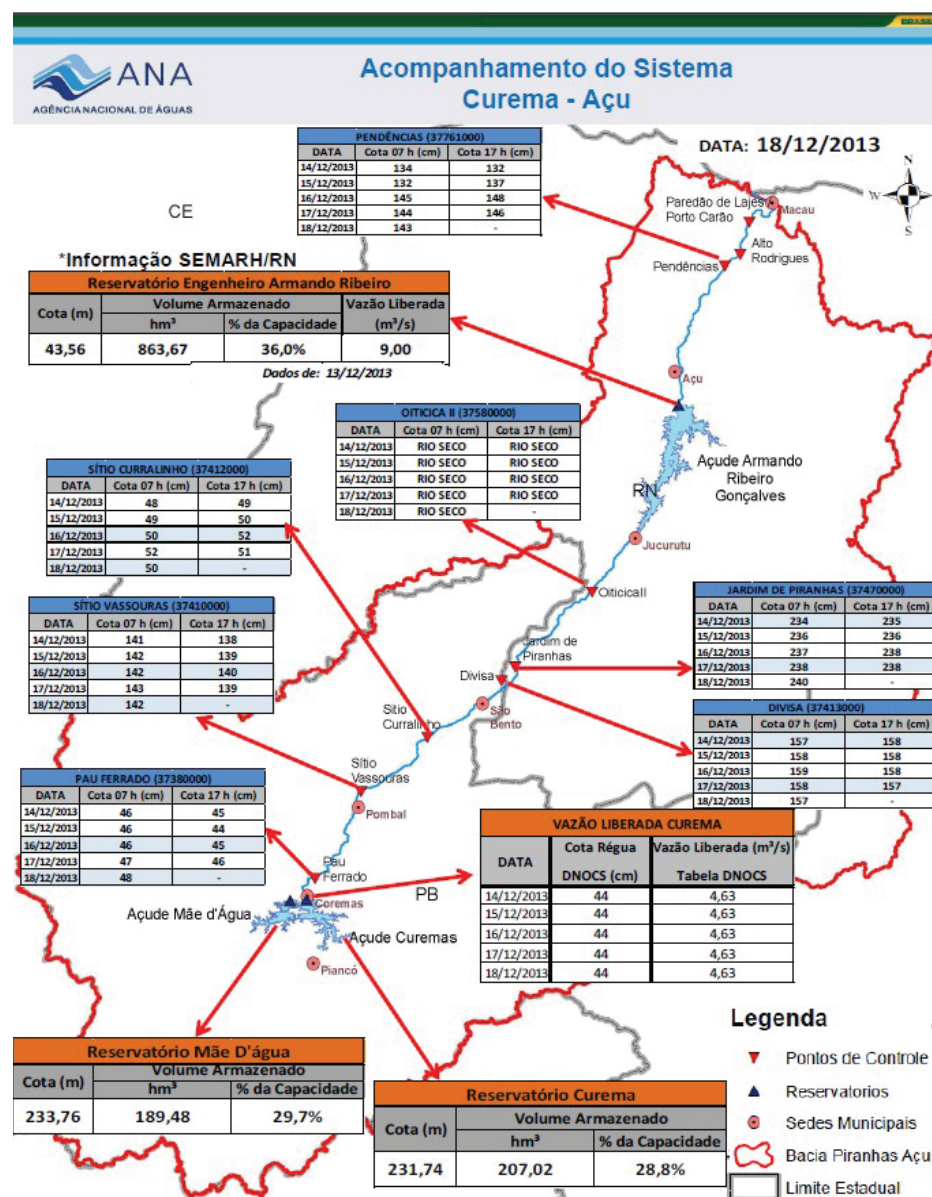 BRASIL
ANA
AGÊNCIA NACIONAL DE ÁGUAS
Acompanhamento do Sistema
Curema - Açu
DATA: 18/12/2013
PENDÊNCIAS (37761000)
DATA Cota 07 h (cm) Cota 17 h (cm)
14/12/2013 134 132
15/12/2013 132 137
16/12/2013 145 148
17/12/2013 144 146
18/12/2013 143 -
N
W
S
CE
Paredão de Lajes
Porto Carão
Macau
Alto
Rodrigues
Pendências
*Informação SEMARH/RN
Reservatório Engenheiro Armando Ribeiro
Cota (m) Volume Armazenado Vazão Liberada
hm³ % da Capacidade (m³/s)
43,56 863,67 36,0% 9,00
Dados de: 13/12/2013
Açu
OITICICA II (37580000)
DATA Cota 07 h (cm) Cota 17 h (cm)
14/12/2013 RIO SECO RIO SECO
15/12/2013 RIO SECO RIO SECO
16/12/2013 RIO SECO RIO SECO
17/12/2013 RIO SECO RIO SECO
18/12/2013 RIO SECO -
Açude Armando
Ribeiro
Gonçalves
RN
Jucurutu
SÍTIO CURRALINHO (37412000)
DATA Cota 07 h (cm) Cota 17 h (cm)
14/12/2013 48 49
15/12/2013 49 50
16/12/2013 50 52
17/12/2013 52 51
18/12/2013 50 -
OiticicaII
SÍTIO VASSOURAS (37410000)
DATA Cota 07 h (cm) Cota 17 h (cm)
14/12/2013 141 138
15/12/2013 142 139
16/12/2013 142 140
17/12/2013 143 139
18/12/2013 142 -
JARDIM DE PIRANHAS (37470000)
DATA Cota 07 h (cm) Cota 17 h (cm)
14/12/2013 234 235
15/12/2013 236 236
16/12/2013 237 238
17/12/2013 238 238
18/12/2013 240 -
Jardim de
Piranhas
Divisa
São
Bento
Sítio
Curralinho
DIVISA (37413000)
DATA Cota 07 h (cm) Cota 17 h (cm)
14/12/2013 157 158
15/12/2013 158 158
16/12/2013 159 158
17/12/2013 158 157
18/12/2013 157 -
Sítio
Vassouras
Pombal
PAU FERRADO (37380000)
DATA Cota 07 h (cm) Cota 17 h (cm)
14/12/2013 46 45
15/12/2013 46 44
16/12/2013 46 45
17/12/2013 47 46
18/12/2013 48 -
VAZÃO LIBERADA CUREMA
DATA Cota Régua Vazão Liberada (m³/s)
DNOCS (cm) Tabela DNOCS
14/12/2013 44 4,63
15/12/2013 44 4,63
16/12/2013 44 4,63
17/12/2013 44 4,63
18/12/2013 44 4,63
Pau
Ferrado
PB
Coremas
Açude Mãe d'Água
Açude Curemas
Piancó
Reservatório Mãe D'água
Cota (m) Volume Armazenado
hm³ % da Capacidade
233,76 189,48 29,7%
Reservatório Curema
Cota (m) Volume Armazenado
hm³ % da Capacidade
231,74 207,02 28,8%
Legenda
Pontos de Controle
Reservatorios
Sedes Municipais
Bacia Piranhas Açu
Limite Estadual